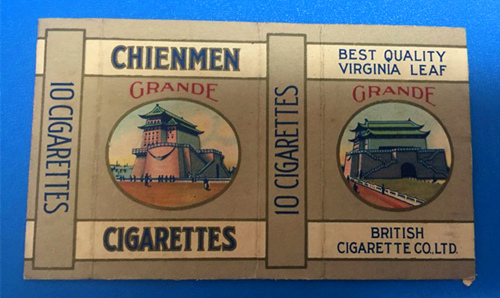 10 CIGARETTES
CHIENMEN
GRANDE
CIGARETTES
10 CIGARETTES
BEST QUALITY
VIRGINIA LEAF
GRANDE
BRITISH
CIGARETTE CO., LTD.